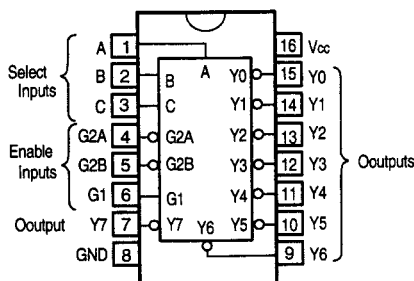 A 1 16 Vcc
Select Inputs
B 2 B A Y0 15 Y0
C 3 C Y1 14 Y1
G2A 4 G2A Y2 13 Y2
Enable Inputs
G2B 5 G2B Y3 12 Y3
Ooutputs
G1 6 G1 Y4 11 Y4
Ooutput Y7 7 Y7 Y6 Y5 10 Y5
GND 8 9 Y6